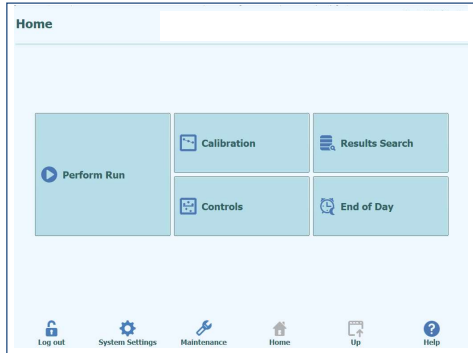 Home
Perform Run
Calibration
Results Search
Controls
End of Day
Log out
System Settings
Maintenance
Home
Up
Help